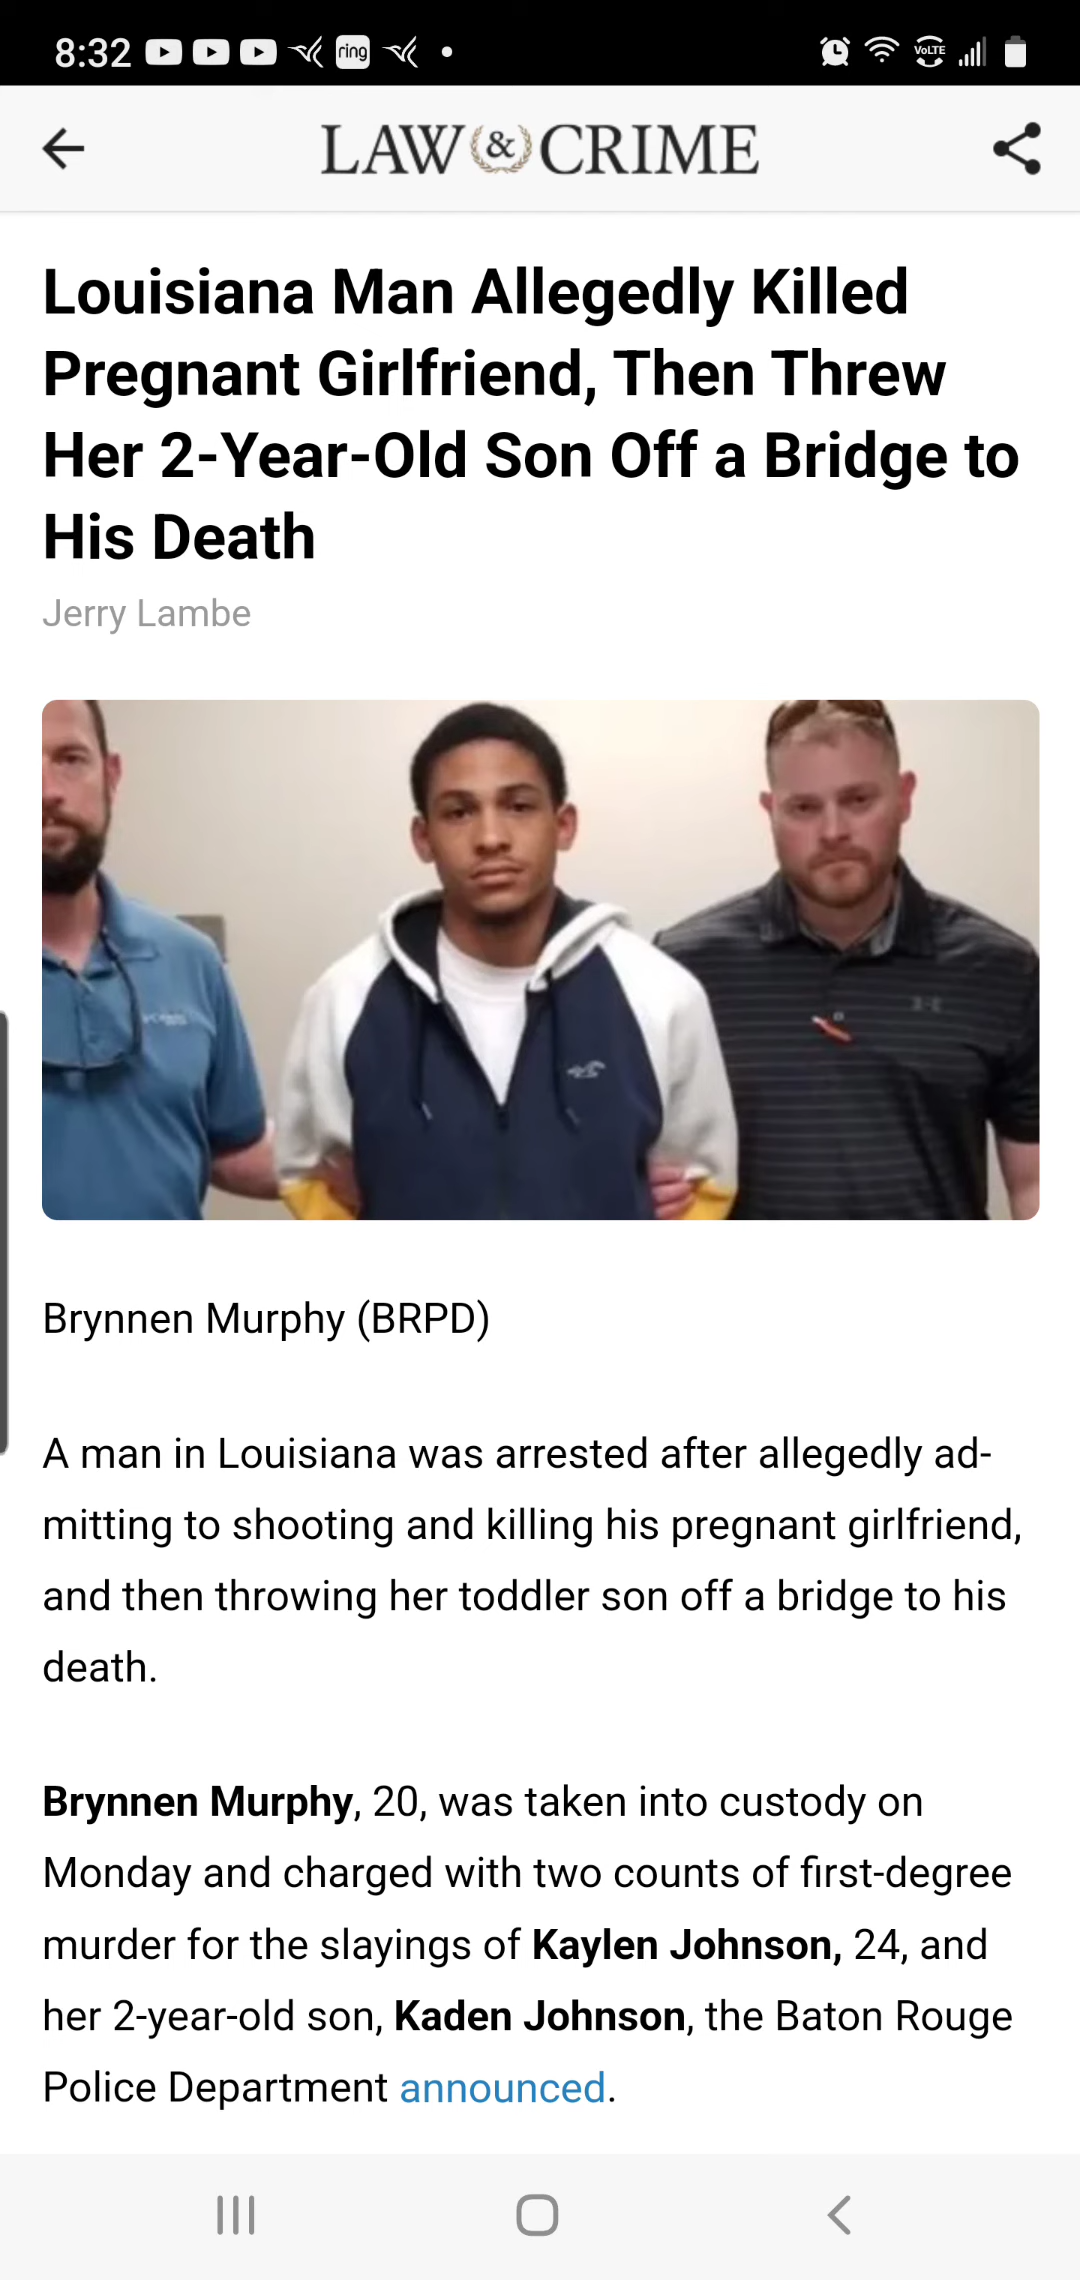 8:32 ring VoLTE
LAW & CRIME
Louisiana Man Allegedly Killed
Pregnant Girlfriend, Then Threw
Her 2-Year-Old Son Off a Bridge to
His Death
Jerry Lambe
Brynnen Murphy (BRPD)
A man in Louisiana was arrested after allegedly ad-
mitting to shooting and killing his pregnant girlfriend,
and then throwing her toddler son off a bridge to his
death.
Brynnen Murphy, 20, was taken into custody on
Monday and charged with two counts of first-degree
murder for the slayings of Kaylen Johnson, 24, and
her 2-year-old son, Kaden Johnson, the Baton Rouge
Police Department announced.